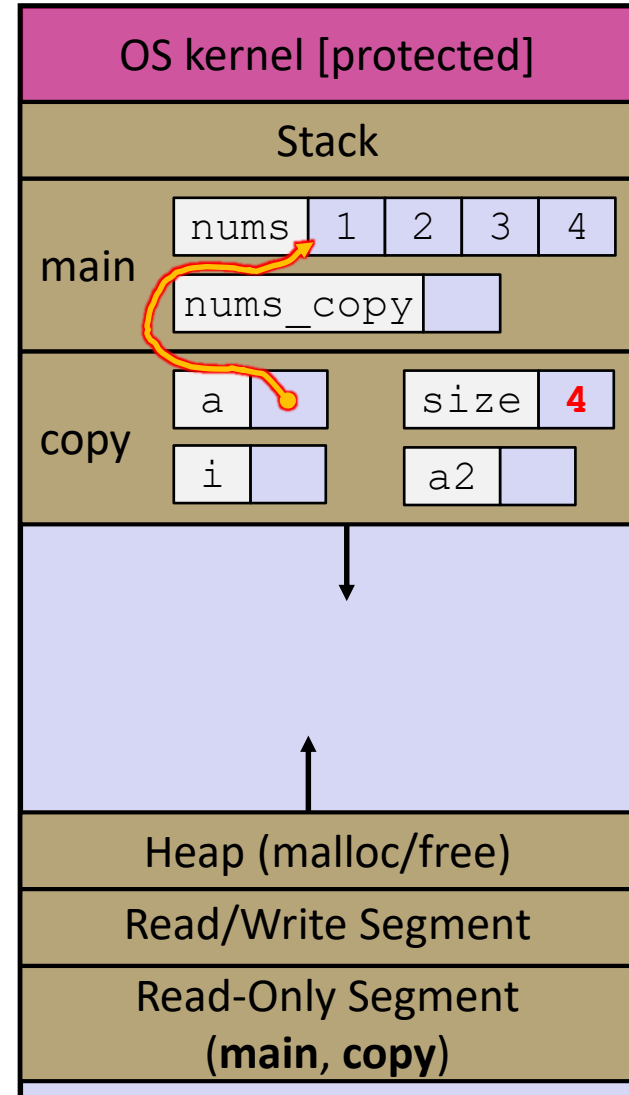 OS kernel [protected]
Stack
main
nums 1 2 3 4
nums_copy
copy
a size 4
i a2
Heap (malloc/free)
Read/Write Segment
Read-Only Segment
(main, copy)